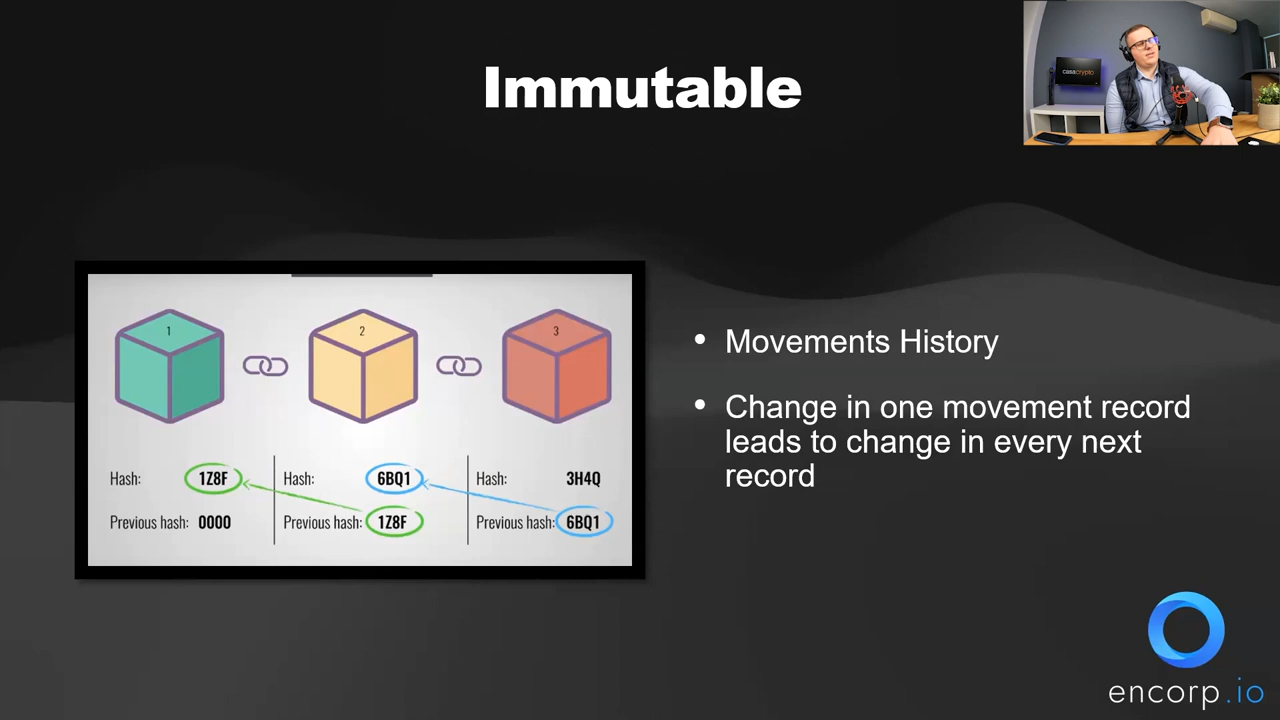 Immutable
casacrypto
1
2
3
Hash: 1Z8F
Hash: 6BQ1
Hash: 3H4Q
Previous hash: 0000
Previous hash: 1Z8F
Previous hash: 6BQ1
• Movements History
• Change in one movement record
leads to change in every next
record
encorp.io